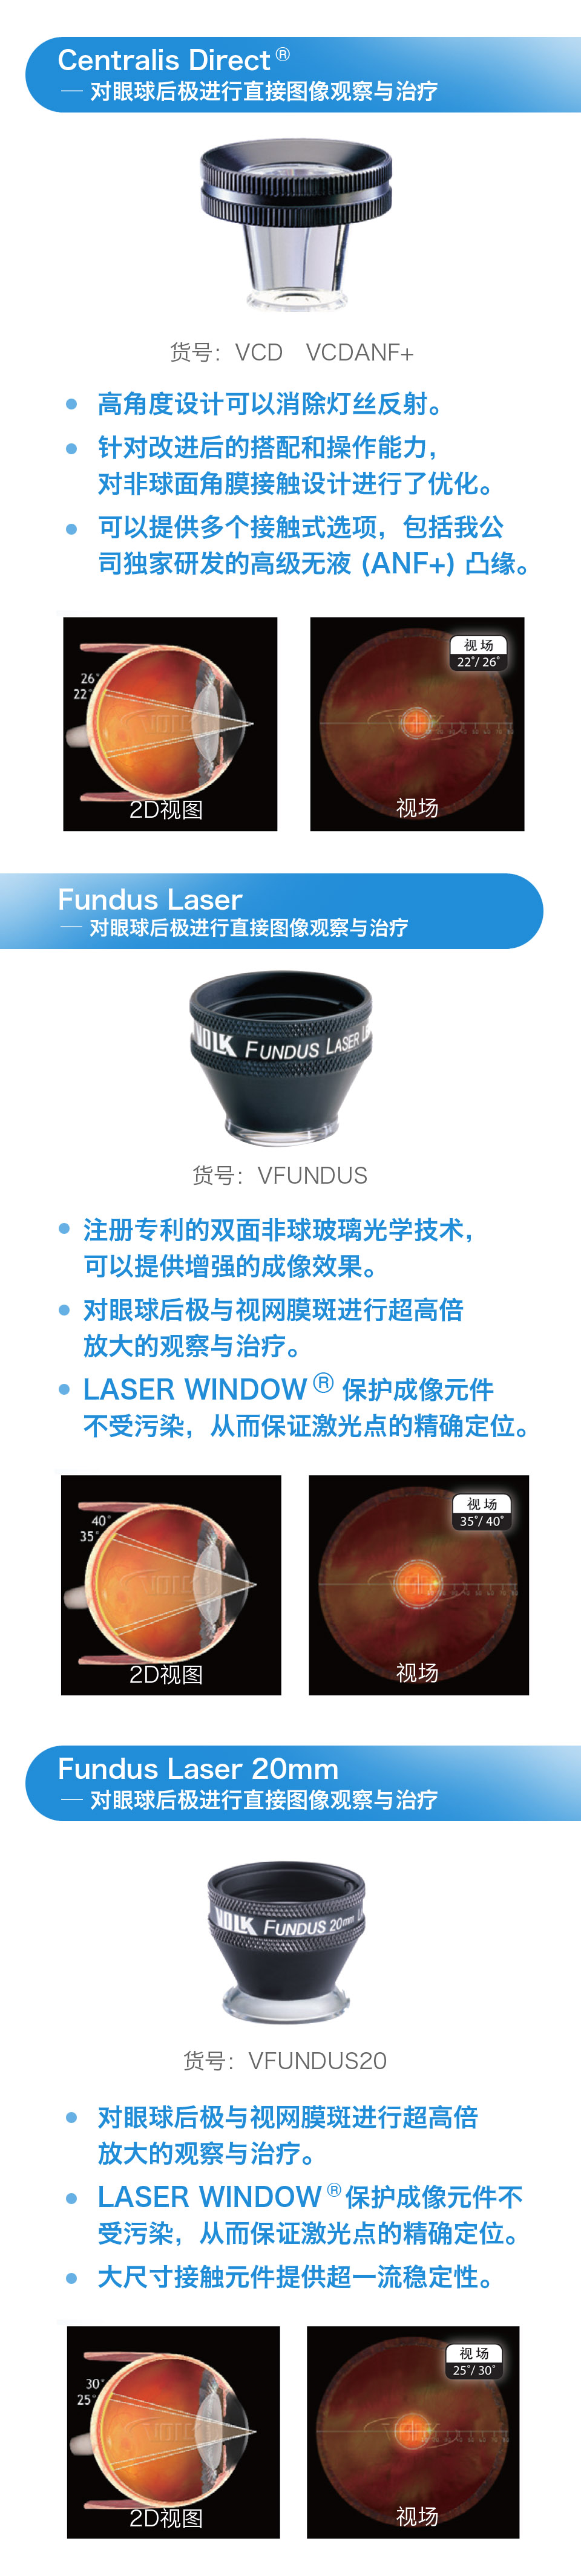 Centralis Direct®
— 对眼球后极进行直接图像观察与治疗
货号：VCD VCDANF+
高角度设计可以消除灯丝反射。
针对改进后的搭配和操作能力，
对非球面角膜接触设计进行了优化。
可以提供多个接触式选项，包括我公
司独家研发的高级无液 (ANF+) 凸缘。
26°
22°
2D视图
视场
22°/ 26°
视场
Fundus Laser
— 对眼球后极进行直接图像观察与治疗
VOLK FUNDUS LASER
货号：VFUNDUS
注册专利的双面非球玻璃光学技术，
可以提供增强的成像效果。
对眼球后极与视网膜斑进行超高倍
放大的观察与治疗。
LASER WINDOW® 保护成像元件
不受污染，从而保证激光点的精确定位。
40°
35°
VOLK
2D视图
视场
35°/ 40°
视场
Fundus Laser 20mm
— 对眼球后极进行直接图像观察与治疗
VOLK FUNDUS 20mm
货号：VFUNDUS20
对眼球后极与视网膜斑进行超高倍
放大的观察与治疗。
LASER WINDOW®保护成像元件不
受污染，从而保证激光点的精确定位。
大尺寸接触元件提供超一流稳定性。
30°
25°
VOLK
2D视图
视场
25°/ 30°
视场